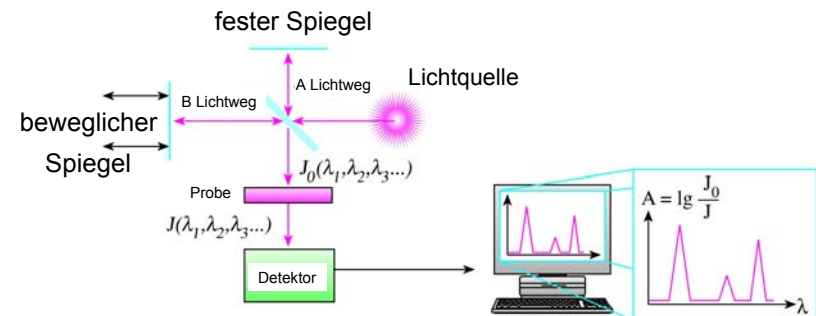 fester Spiegel
A Lichtweg
Lichtquelle
B Lichtweg
beweglicher
Spiegel
J₀(λ₁,λ₂,λ₃...)
Probe
J(λ₁,λ₂,λ₃...)
Detektor
A = lg J₀/J
λ